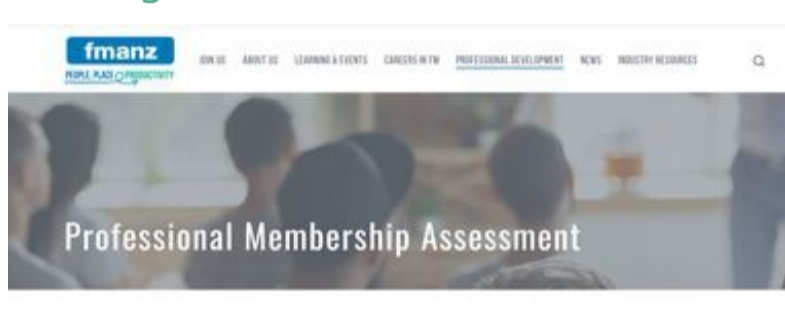 fmanz
PEOPLE, PLACE PRODUCTIVITY
JOIN US ABOUT US LEARNING & EVENTS CAREERS IN FM PROFESSIONAL DEVELOPMENT NEWS INDUSTRY RESOURCES
Professional Membership Assessment